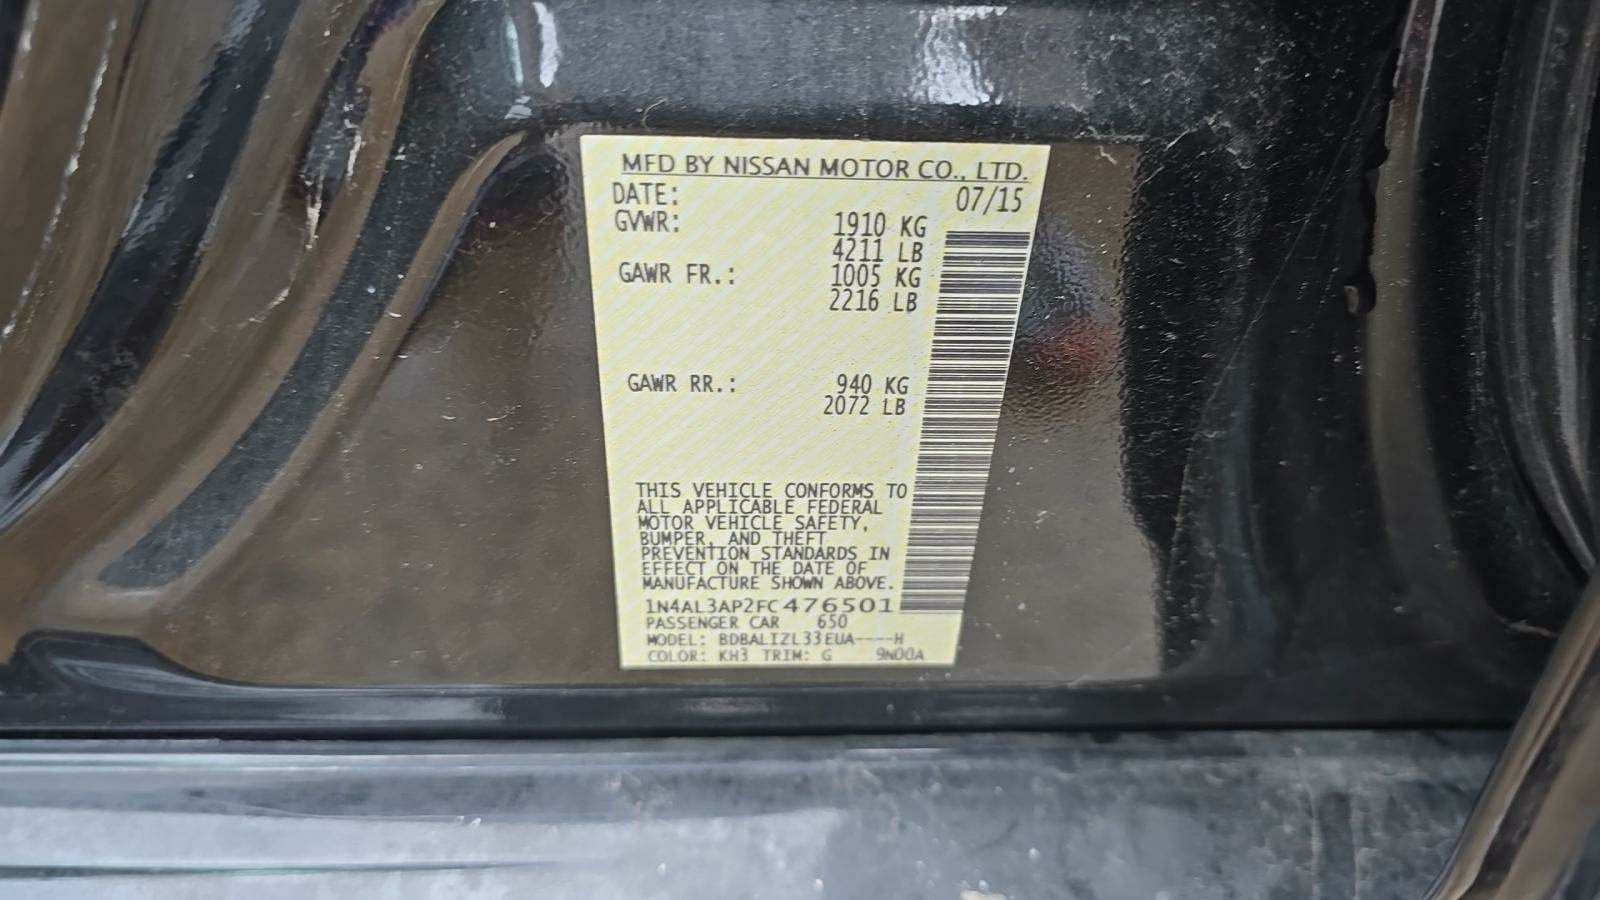 MFD BY NISSAN MOTOR CO., LTD.
DATE: 07/15
GVWR: 1910 KG
4211 LB
GAWR FR.: 1005 KG
2216 LB
GAWR RR.: 940 KG
2072 LB
THIS VEHICLE CONFORMS TO
ALL APPLICABLE FEDERAL
MOTOR VEHICLE SAFETY,
BUMPER, AND THEFT
PREVENTION STANDARDS IN
EFFECT ON THE DATE OF
MANUFACTURE SHOWN ABOVE.
1N4AL3AP2FC476501
PASSENGER CAR 650
MODEL: BDBALIZL33EUA----H
COLOR: KH3 TRIM: G 9N00A